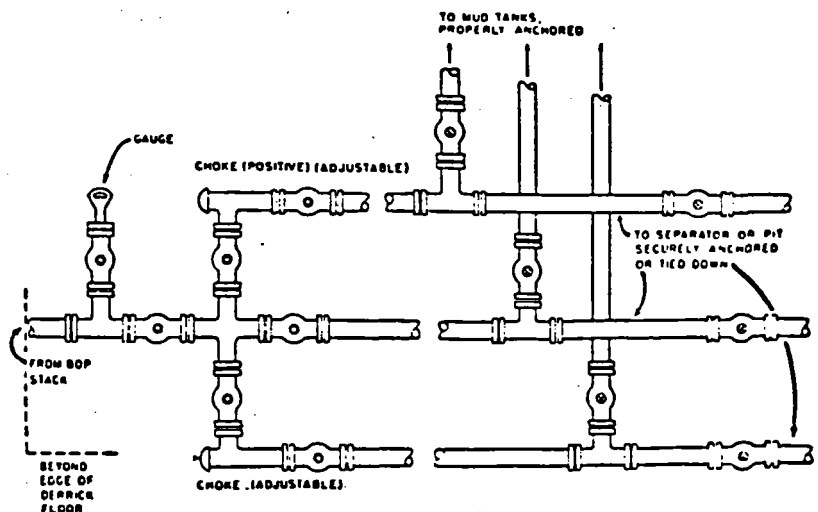 TO MUD TANKS,
PROPERLY ANCHORED
GAUGE
CHOKE (POSITIVE) (ADJUSTABLE)
TO SEPARATOR OR PIT
SECURELY ANCHORED
OR TIED DOWN
FROM BOP
STACK
BEYOND
EDGE OF
DERRICK
FLOOR
CHOKE (ADJUSTABLE)